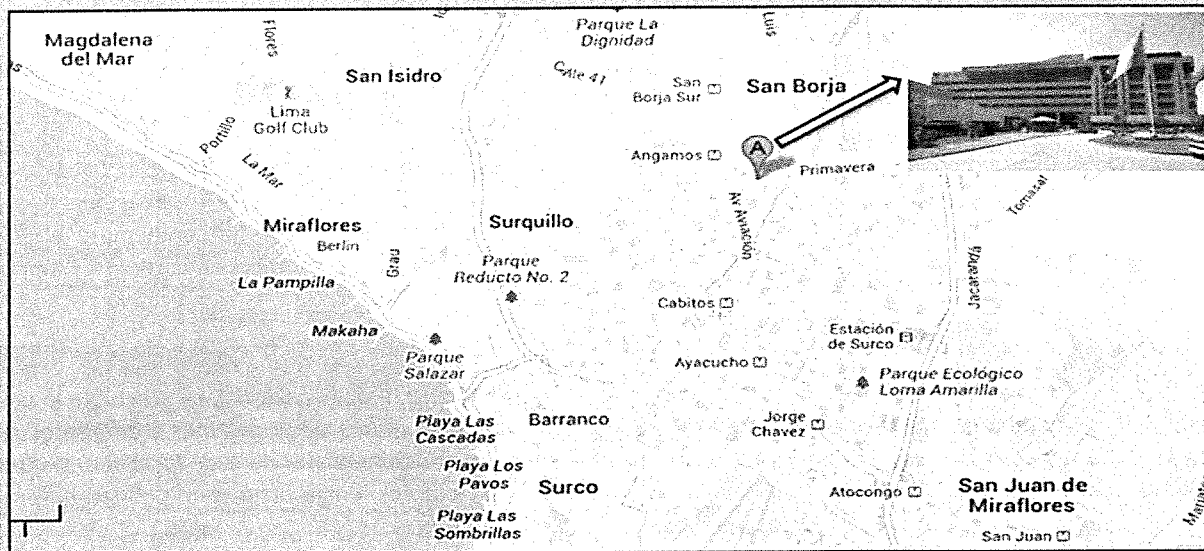 Parque La
Dignidad
Flores
Luis
Magdalena
del Mar
San Isidro
Calle 41
San
Borja Sur
San Borja
Lima
Golf Club
Portillo
La Mar
Angamos
A
Primavera
Tomasal
Miraflores
Berlin
Surquillo
Av Aviación
Grau
Parque
Reducto No. 2
La Pampilla
Jacarandá
Cabitos
Makaha
Estación
de Surco
Parque
Salazar
Ayacucho
Parque Ecológico
Loma Amarilla
Playa Las
Cascadas
Barranco
Jorge
Chavez
Playa Los
Pavos
Surco
Atocongo
San Juan de
Miraflores
Playa Las
Sombrillas
San Juan